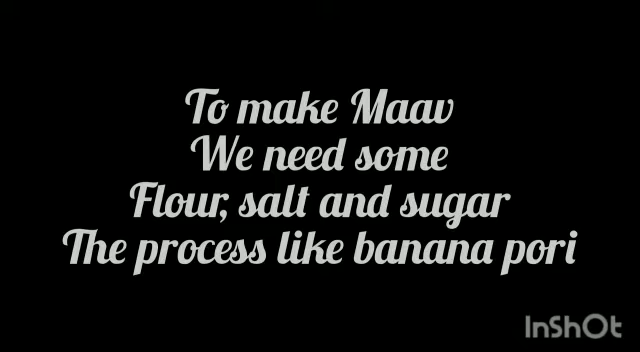 To make Maav
We need some
Flour, salt and sugar
The process like banana pori
InShOt